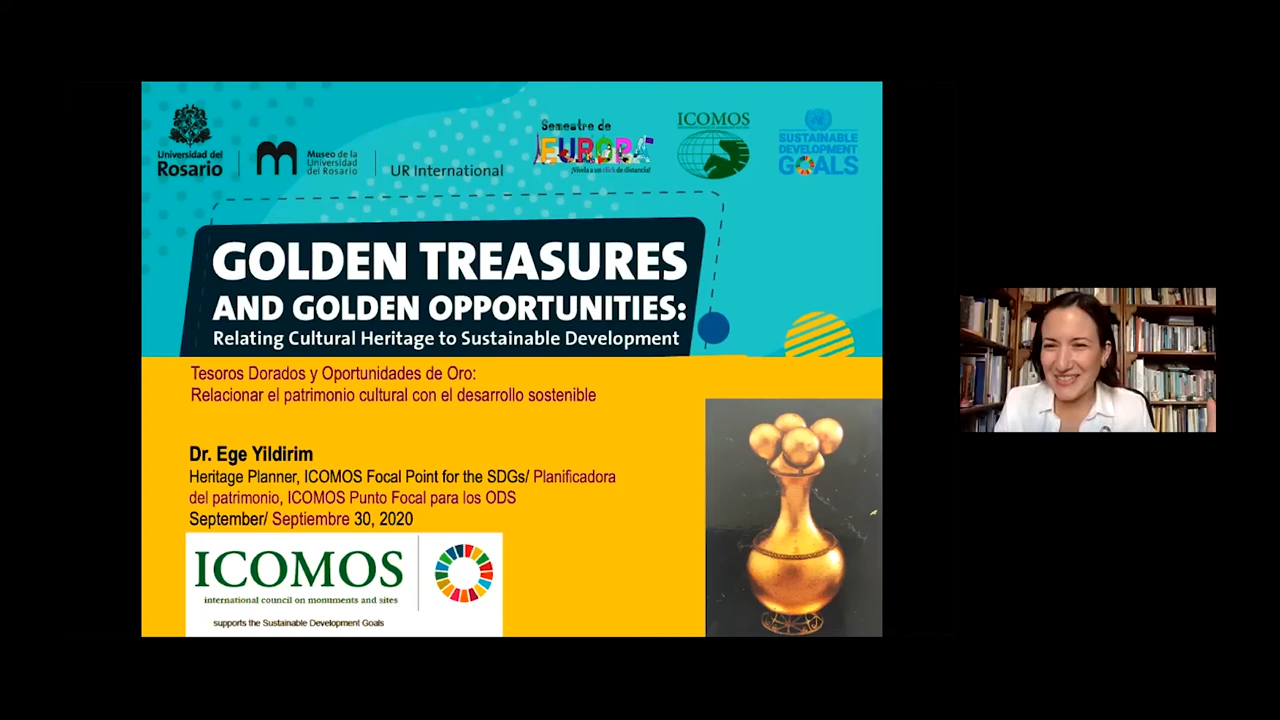 Universidad del
Rosario
Museo de la
Universidad
del Rosario
UR International
Semestre de
EUROPA
¡Vívela a un click de distancia!
ICOMOS
SUSTAINABLE
DEVELOPMENT
GOALS
GOLDEN TREASURES
AND GOLDEN OPPORTUNITIES:
Relating Cultural Heritage to Sustainable Development
Tesoros Dorados y Oportunidades de Oro:
Relacionar el patrimonio cultural con el desarrollo sostenible
Dr. Ege Yildirim
Heritage Planner, ICOMOS Focal Point for the SDGs/ Planificadora
del patrimonio, ICOMOS Punto Focal para los ODS
September/ Septiembre 30, 2020
ICOMOS
international council on monuments and sites
supports the Sustainable Development Goals